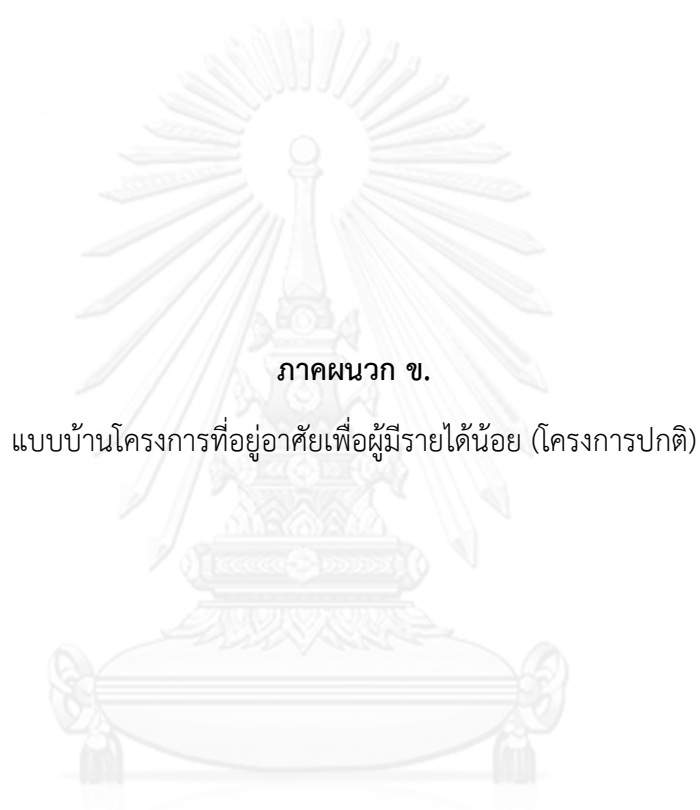 ภาคผนวก ข.
แบบบ้านโครงการที่อยู่อาศัยเพื่อผู้มีรายได้น้อย (โครงการปกติ)